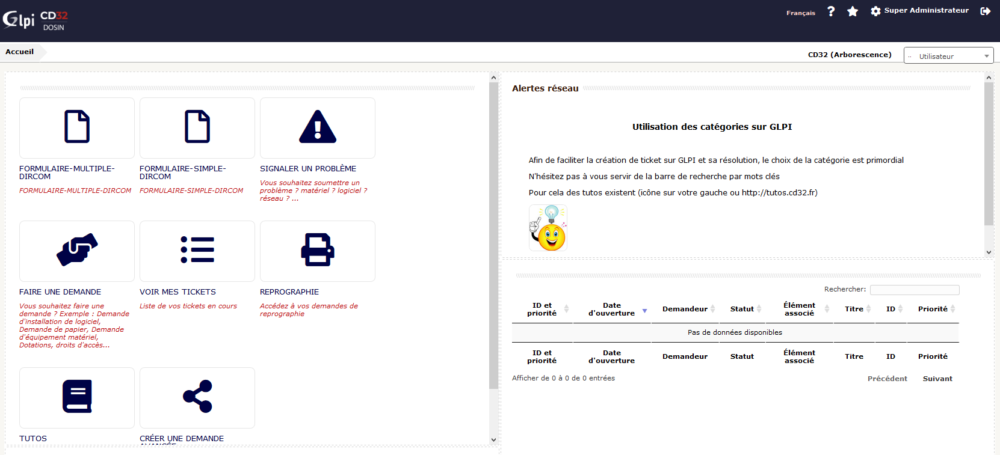 Glpi CD32
DOSIN
Français ? Super Administrateur
Accueil
CD32 (Arborescence)
·· Utilisateur
FORMULAIRE-MULTIPLE-
DIRCOM
FORMULAIRE-MULTIPLE-DIRCOM
FORMULAIRE-SIMPLE-
DIRCOM
FORMULAIRE-SIMPLE-DIRCOM
SIGNALER UN PROBLÈME
Vous souhaitez soumettre un
problème ? matériel ? logiciel ?
réseau ? ...
FAIRE UNE DEMANDE
Vous souhaitez faire une
demande ? Exemple : Demande
d'installation de logiciel,
Demande de papier, Demande
d'équipement matériel,
Dotations, droits d'accès...
VOIR MES TICKETS
Liste de vos tickets en cours
REPROGRAPHIE
Accédez à vos demandes de
reprographie
TUTOS
CRÉER UNE DEMANDE
AVANCÉE
Alertes réseau
Utilisation des catégories sur GLPI
Afin de faciliter la création de ticket sur GLPI et sa résolution, le choix de la catégorie est primordial
N'hésitez pas à vous servir de la barre de recherche par mots clés
Pour cela des tutos existent (icône sur votre gauche ou http://tutos.cd32.fr)
Rechercher:
ID et priorité Date d'ouverture Demandeur Statut Élément associé Titre ID Priorité
Pas de données disponibles
ID et priorité Date d'ouverture Demandeur Statut Élément associé Titre ID Priorité
Afficher de 0 à 0 de 0 entrées
Précédent Suivant